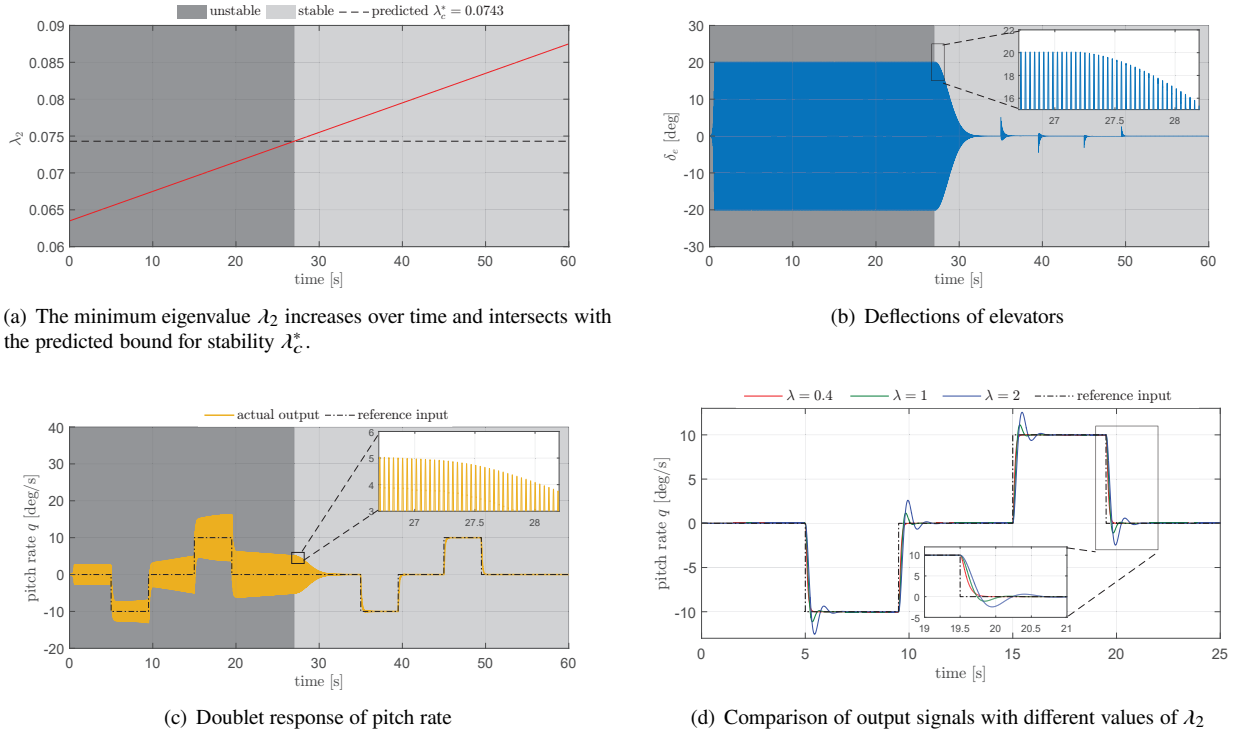 unstable stable predicted λ*c = 0.0743
0.09
0.085
0.08
0.075
0.07
0.065
0.06
λ2
0 10 20 30 40 50 60
time [s]
(a) The minimum eigenvalue λ2 increases over time and intersects with
the predicted bound for stability λ*c.
30
20
10
0
-10
-20
-30
δe [deg]
22
20
18
16
27 27.5 28
0 10 20 30 40 50 60
time [s]
(b) Deflections of elevators
actual output reference input
40
30
20
10
0
-10
-20
pitch rate q [deg/s]
6
5
4
3
27 27.5 28
0 10 20 30 40 50 60
time [s]
(c) Doublet response of pitch rate
λ = 0.4 λ = 1 λ = 2 reference input
10
5
0
-5
-10
pitch rate q [deg/s]
10
5
0
-5
19 19.5 20 20.5 21
0 5 10 15 20 25
time [s]
(d) Comparison of output signals with different values of λ2